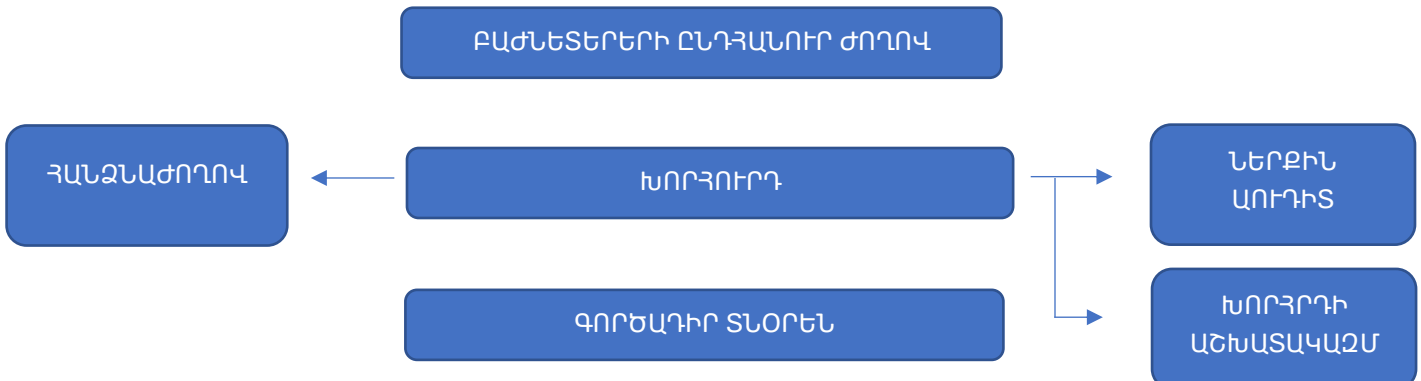 ԲԱԺՆԵՏԵՐԵՐԻ ԸՆԴՀԱՆՈՒՐ ԺՈՂՈՎ
ՀԱՆՁՆԱԺՈՂՈՎ
ԽՈՐՀՈՒՐԴ
ՆԵՐՔԻՆ
ԱՈՒԴԻՏ
ԳՈՐԾԱԴԻՐ ՏՆՕՐԵՆ
ԽՈՐՀՐԴԻ
ԱՇԽԱՏԱԿԱԶՄ